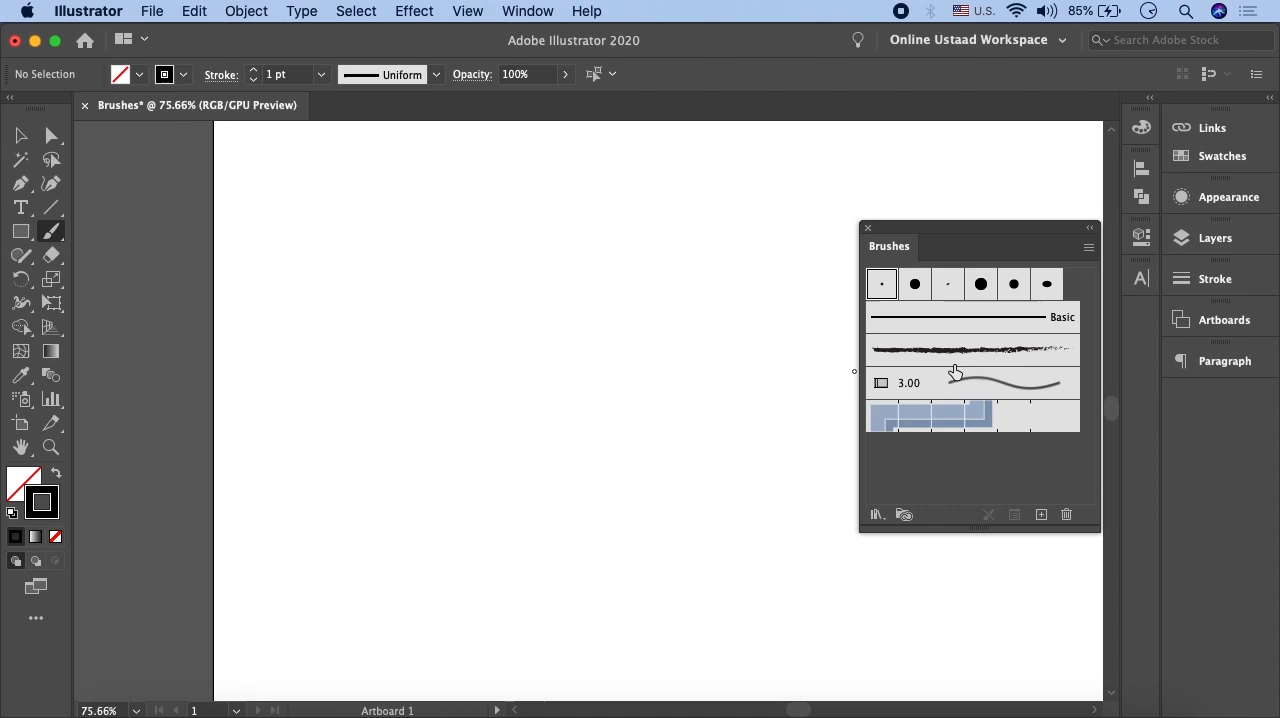 Illustrator File Edit Object Type Select Effect View Window Help U.S. 85%
Adobe Illustrator 2020 Online Ustaad Workspace Search Adobe Stock
No Selection Stroke: 1 pt Uniform Opacity: 100%
Brushes* @ 75.66% (RGB/GPU Preview)
Links
Swatches
Appearance
Layers
Stroke
Artboards
Paragraph
Brushes
Basic
3.00
75.66% 1 Artboard 1